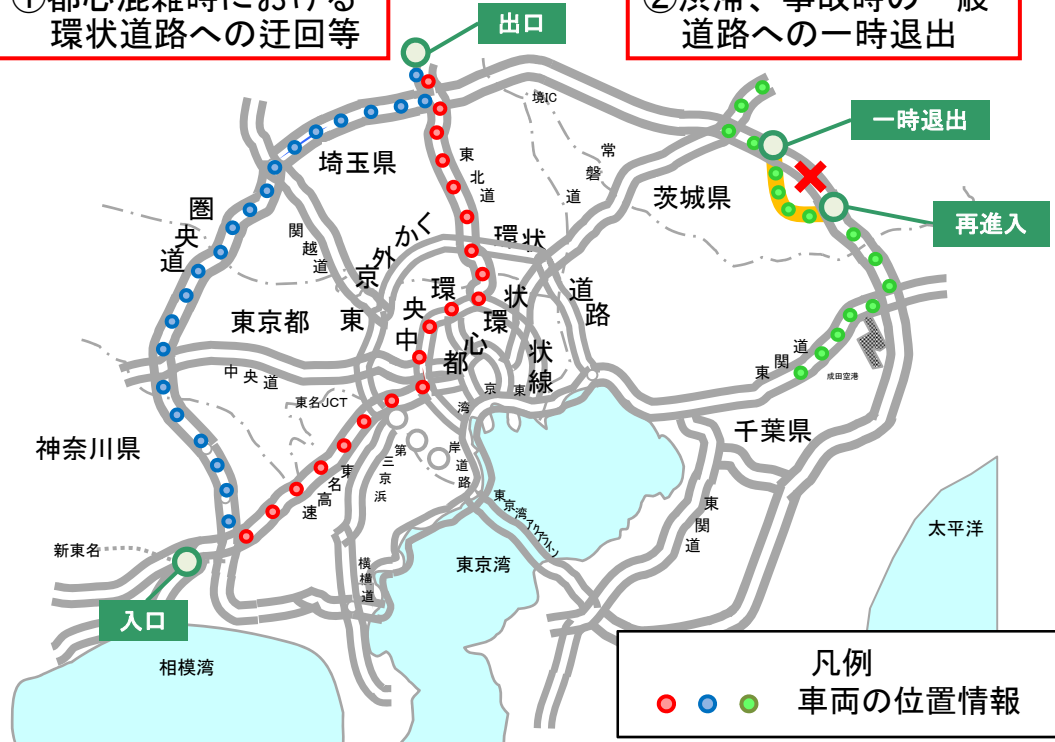 ①都心混雑時における
環状道路への迂回等
②渋滞、事故時の一般
道路への一時退出
出口
一時退出
再進入
入口
境IC
埼玉県
茨城県
東北道
常磐道
圏央道
関越道
東京外かく環状道路
東京都
中央環状
都心環状線
中央道
東名JCT
東京湾岸道路
東関道
成田空港
神奈川県
千葉県
第三京浜
東名高速
東京湾アクアライン
東関道
新東名
横横道
東京湾
太平洋
相模湾
凡例
車両の位置情報